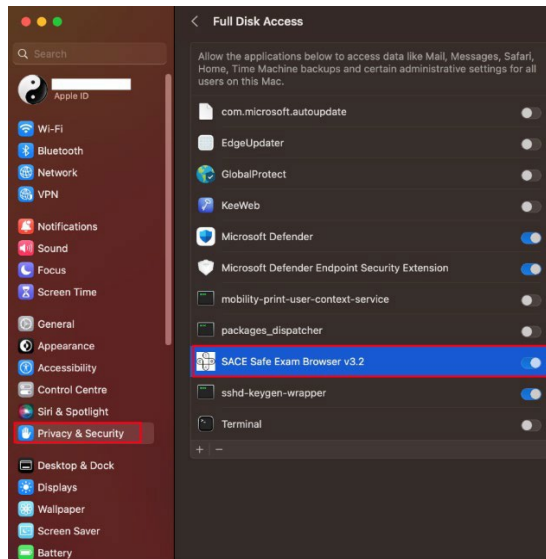 Full Disk Access
Search
Apple ID
Wi-Fi
Bluetooth
Network
VPN
Notifications
Sound
Focus
Screen Time
General
Appearance
Accessibility
Control Centre
Siri & Spotlight
Privacy & Security
Desktop & Dock
Displays
Wallpaper
Screen Saver
Battery
Allow the applications below to access data like Mail, Messages, Safari,
Home, Time Machine backups and certain administrative settings for all
users on this Mac.
com.microsoft.autoupdate
EdgeUpdater
GlobalProtect
KeeWeb
Microsoft Defender
Microsoft Defender Endpoint Security Extension
mobility-print-user-context-service
packages_dispatcher
SACE Safe Exam Browser v3.2
sshd-keygen-wrapper
Terminal